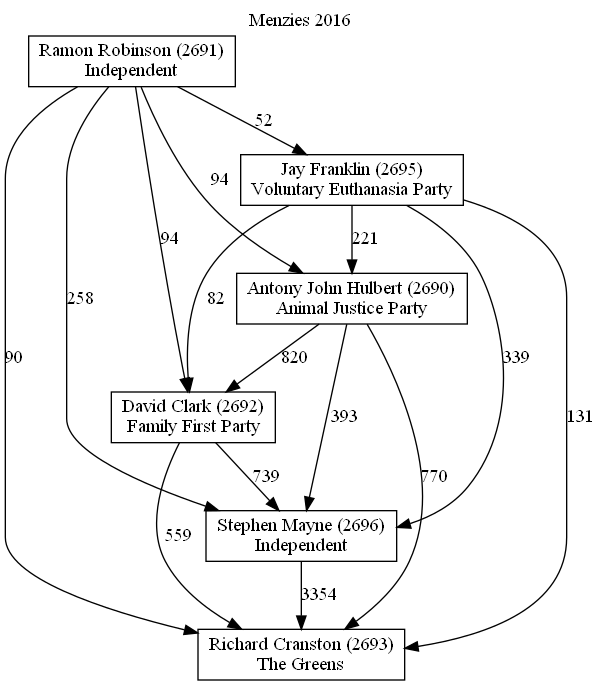 Menzies 2016
Ramon Robinson (2691)
Independent
52
Jay Franklin (2695)
Voluntary Euthanasia Party
94
94
221
258
82
339
90
131
Antony John Hulbert (2690)
Animal Justice Party
820
393
770
David Clark (2692)
Family First Party
739
559
Stephen Mayne (2696)
Independent
3354
Richard Cranston (2693)
The Greens